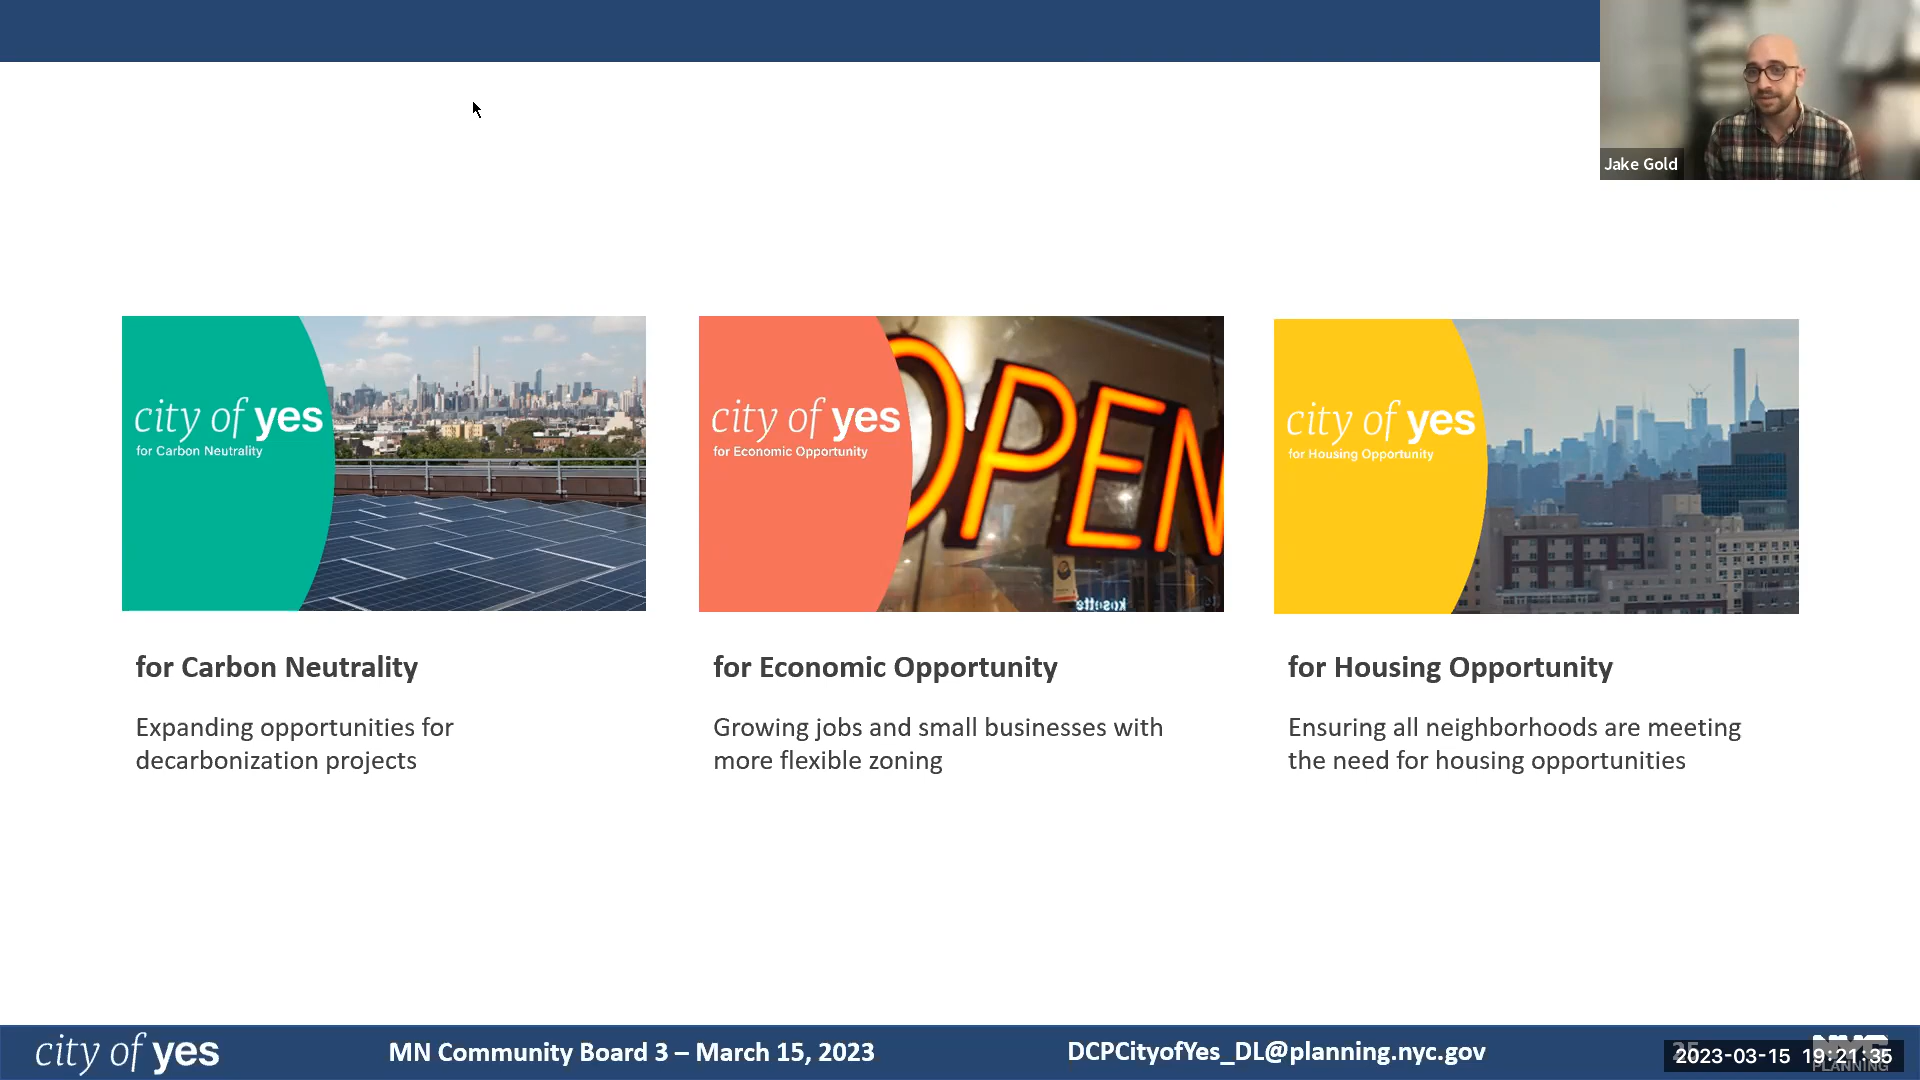 Jake Gold
city of yes
for Carbon Neutrality
city of yes
for Economic Opportunity
OPEN
city of yes
for Housing Opportunity
for Carbon Neutrality
Expanding opportunities for
decarbonization projects
for Economic Opportunity
Growing jobs and small businesses with
more flexible zoning
for Housing Opportunity
Ensuring all neighborhoods are meeting
the need for housing opportunities
city of yes
MN Community Board 3 – March 15, 2023
DCPCityofYes_DL@planning.nyc.gov
NYC
PLANNING
2023-03-15 19:21:35